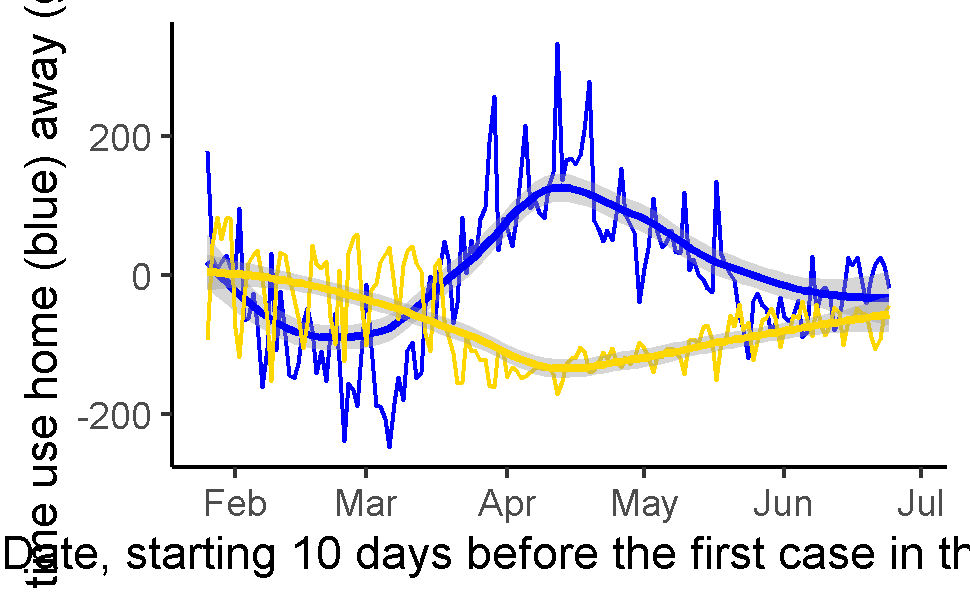 time use home (blue) away (
200
0
-200
Feb Mar Apr May Jun Jul
Date, starting 10 days before the first case in th